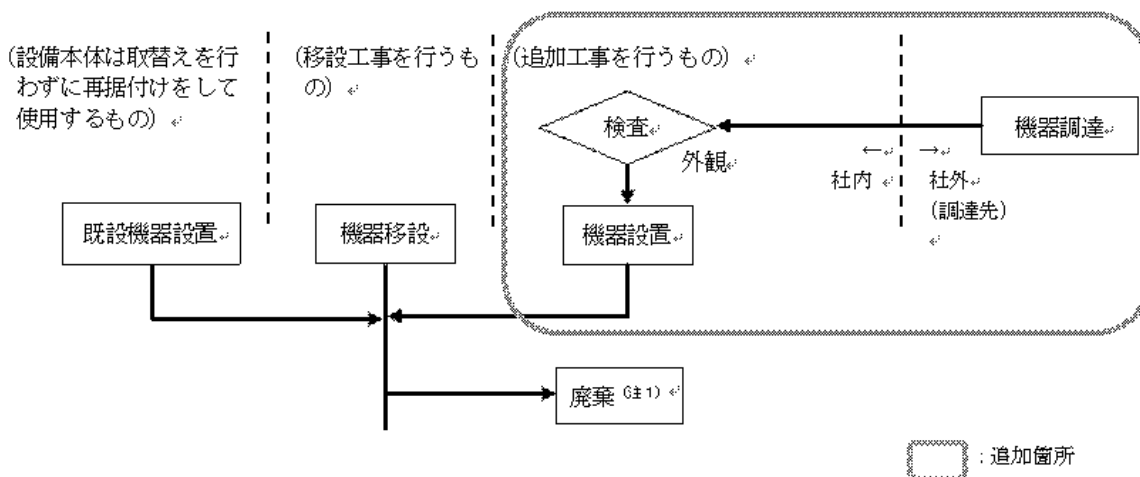 (設備本体は取替えを行
わずに再据付けをして
使用するもの)
(移設工事を行うも
の)
(追加工事を行うもの)
検査
外観
機器調達
←
社内
→
社外
(調達先)
既設機器設置
機器移設
機器設置
廃棄(注1)
:追加箇所